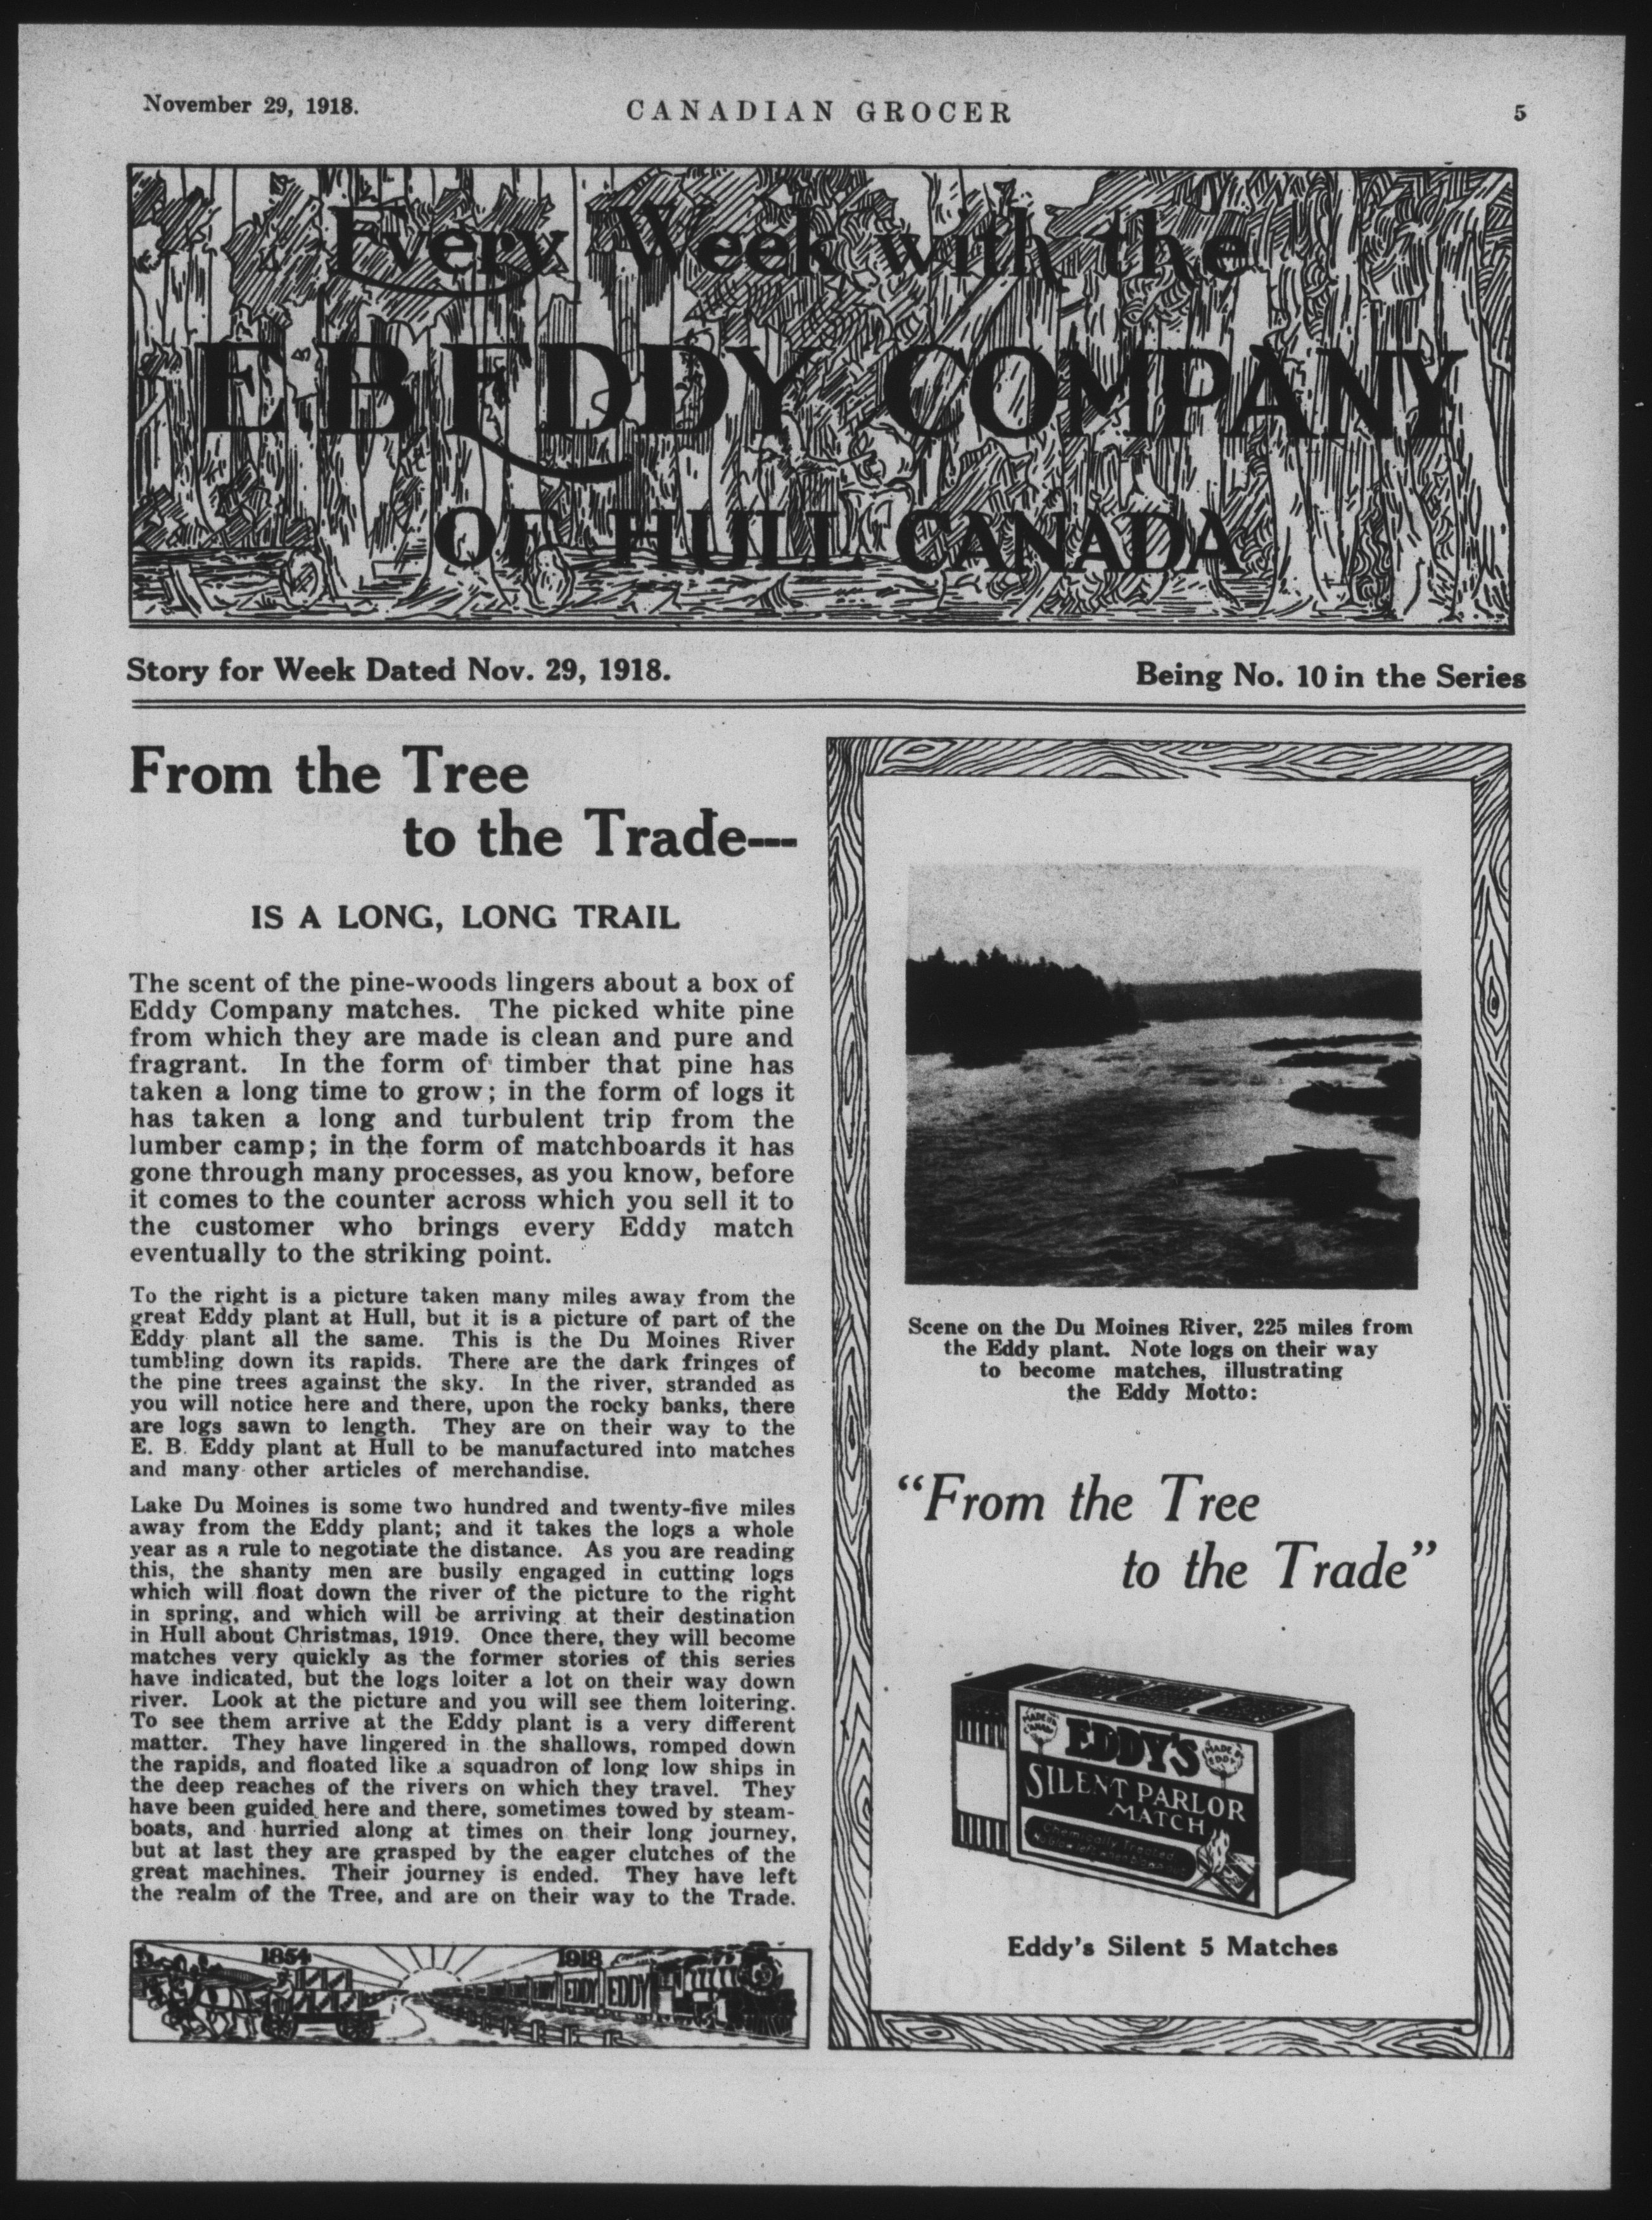 November 29, 1918.
CANADIAN GROCER
5
Every Week with the
E. B. EDDY COMPANY
OF HULL CANADA
Story for Week Dated Nov. 29, 1918.
Being No. 10 in the Series
From the Tree
to the Trade---
IS A LONG, LONG TRAIL
The scent of the pine-woods lingers about a box of
Eddy Company matches. The picked white pine
from which they are made is clean and pure and
fragrant. In the form of timber that pine has
taken a long time to grow; in the form of logs it
has taken a long and turbulent trip from the
lumber camp; in the form of matchboards it has
gone through many processes, as you know, before
it comes to the counter across which you sell it to
the customer who brings every Eddy match
eventually to the striking point.
To the right is a picture taken many miles away from the
great Eddy plant at Hull, but it is a picture of part of the
Eddy plant all the same. This is the Du Moines River
tumbling down its rapids. There are the dark fringes of
the pine trees against the sky. In the river, stranded as
you will notice here and there, upon the rocky banks, there
are logs sawn to length. They are on their way to the
E. B. Eddy plant at Hull to be manufactured into matches
and many other articles of merchandise.
Lake Du Moines is some two hundred and twenty-five miles
away from the Eddy plant; and it takes the logs a whole
year as a rule to negotiate the distance. As you are reading
this, the shanty men are busily engaged in cutting logs
which will float down the river of the picture to the right
in spring, and which will be arriving at their destination
in Hull about Christmas, 1919. Once there, they will become
matches very quickly as the former stories of this series
have indicated, but the logs loiter a lot on their way down
river. Look at the picture and you will see them loitering.
To see them arrive at the Eddy plant is a very different
matter. They have lingered in the shallows, romped down
the rapids, and floated like a squadron of long low ships in
the deep reaches of the rivers on which they travel. They
have been guided here and there, sometimes towed by steam-
boats, and hurried along at times on their long journey,
but at last they are grasped by the eager clutches of the
great machines. Their journey is ended. They have left
the realm of the Tree, and are on their way to the Trade.
1854
1918
EDDY EDDY
Scene on the Du Moines River, 225 miles from
the Eddy plant. Note logs on their way
to become matches, illustrating
the Eddy Motto:
"From the Tree
to the Trade"
MADE IN CANADA
EDDY'S
MADE BY EDDY
SILENT PARLOR
MATCH
Chemically Treated
Eddy's Silent 5 Matches